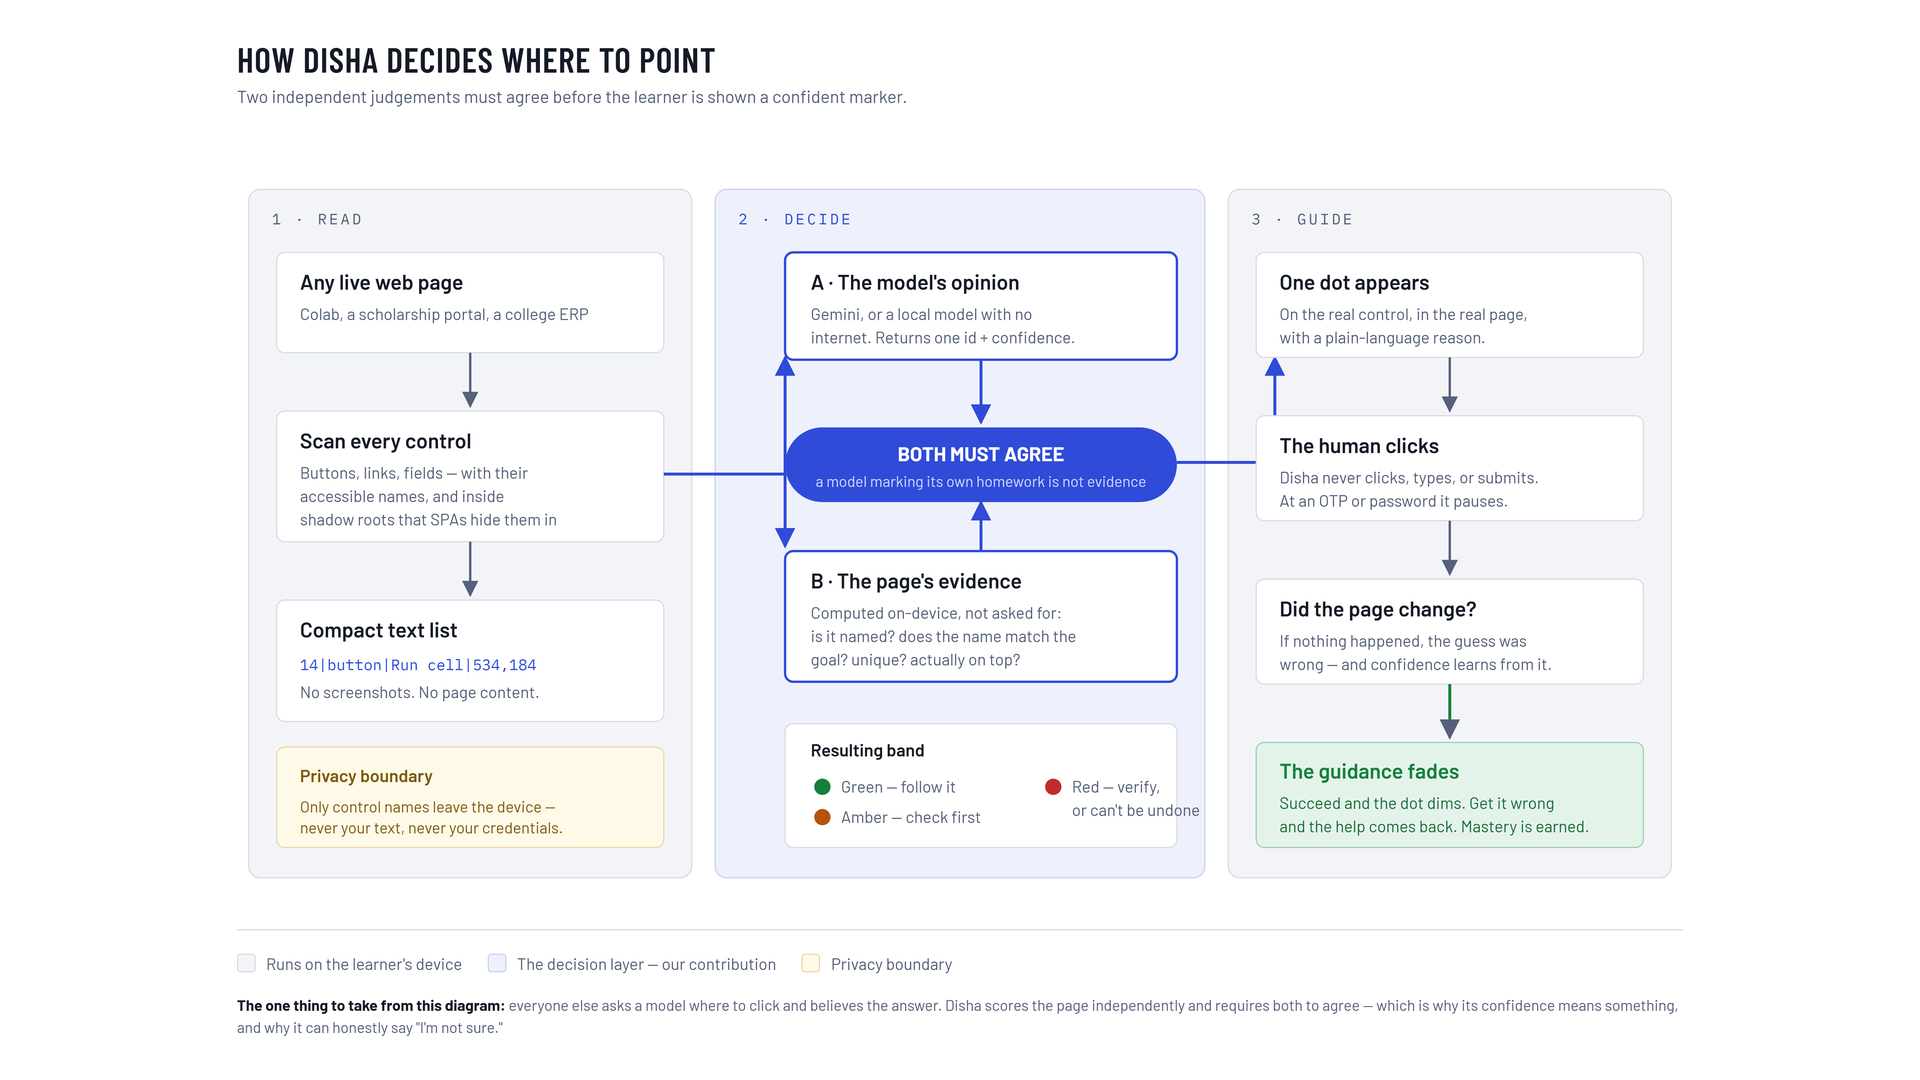 HOW DISHA DECIDES WHERE TO POINT
Two independent judgements must agree before the learner is shown a confident marker.
1 · READ
Any live web page
Colab, a scholarship portal, a college ERP
Scan every control
Buttons, links, fields — with their
accessible names, and inside
shadow roots that SPAs hide them in
Compact text list
14|button|Run cell|534,184
No screenshots. No page content.
Privacy boundary
Only control names leave the device —
never your text, never your credentials.
2 · DECIDE
A · The model's opinion
Gemini, or a local model with no
internet. Returns one id + confidence.
BOTH MUST AGREE
a model marking its own homework is not evidence
B · The page's evidence
Computed on-device, not asked for:
is it named? does the name match the
goal? unique? actually on top?
Resulting band
Green — follow it
Amber — check first
Red — verify,
or can't be undone
3 · GUIDE
One dot appears
On the real control, in the real page,
with a plain-language reason.
The human clicks
Disha never clicks, types, or submits.
At an OTP or password it pauses.
Did the page change?
If nothing happened, the guess was
wrong — and confidence learns from it.
The guidance fades
Succeed and the dot dims. Get it wrong
and the help comes back. Mastery is earned.
Runs on the learner's device
The decision layer — our contribution
Privacy boundary
The one thing to take from this diagram: everyone else asks a model where to click and believes the answer. Disha scores the page independently and requires both to agree — which is why its confidence means something,
and why it can honestly say "I'm not sure."